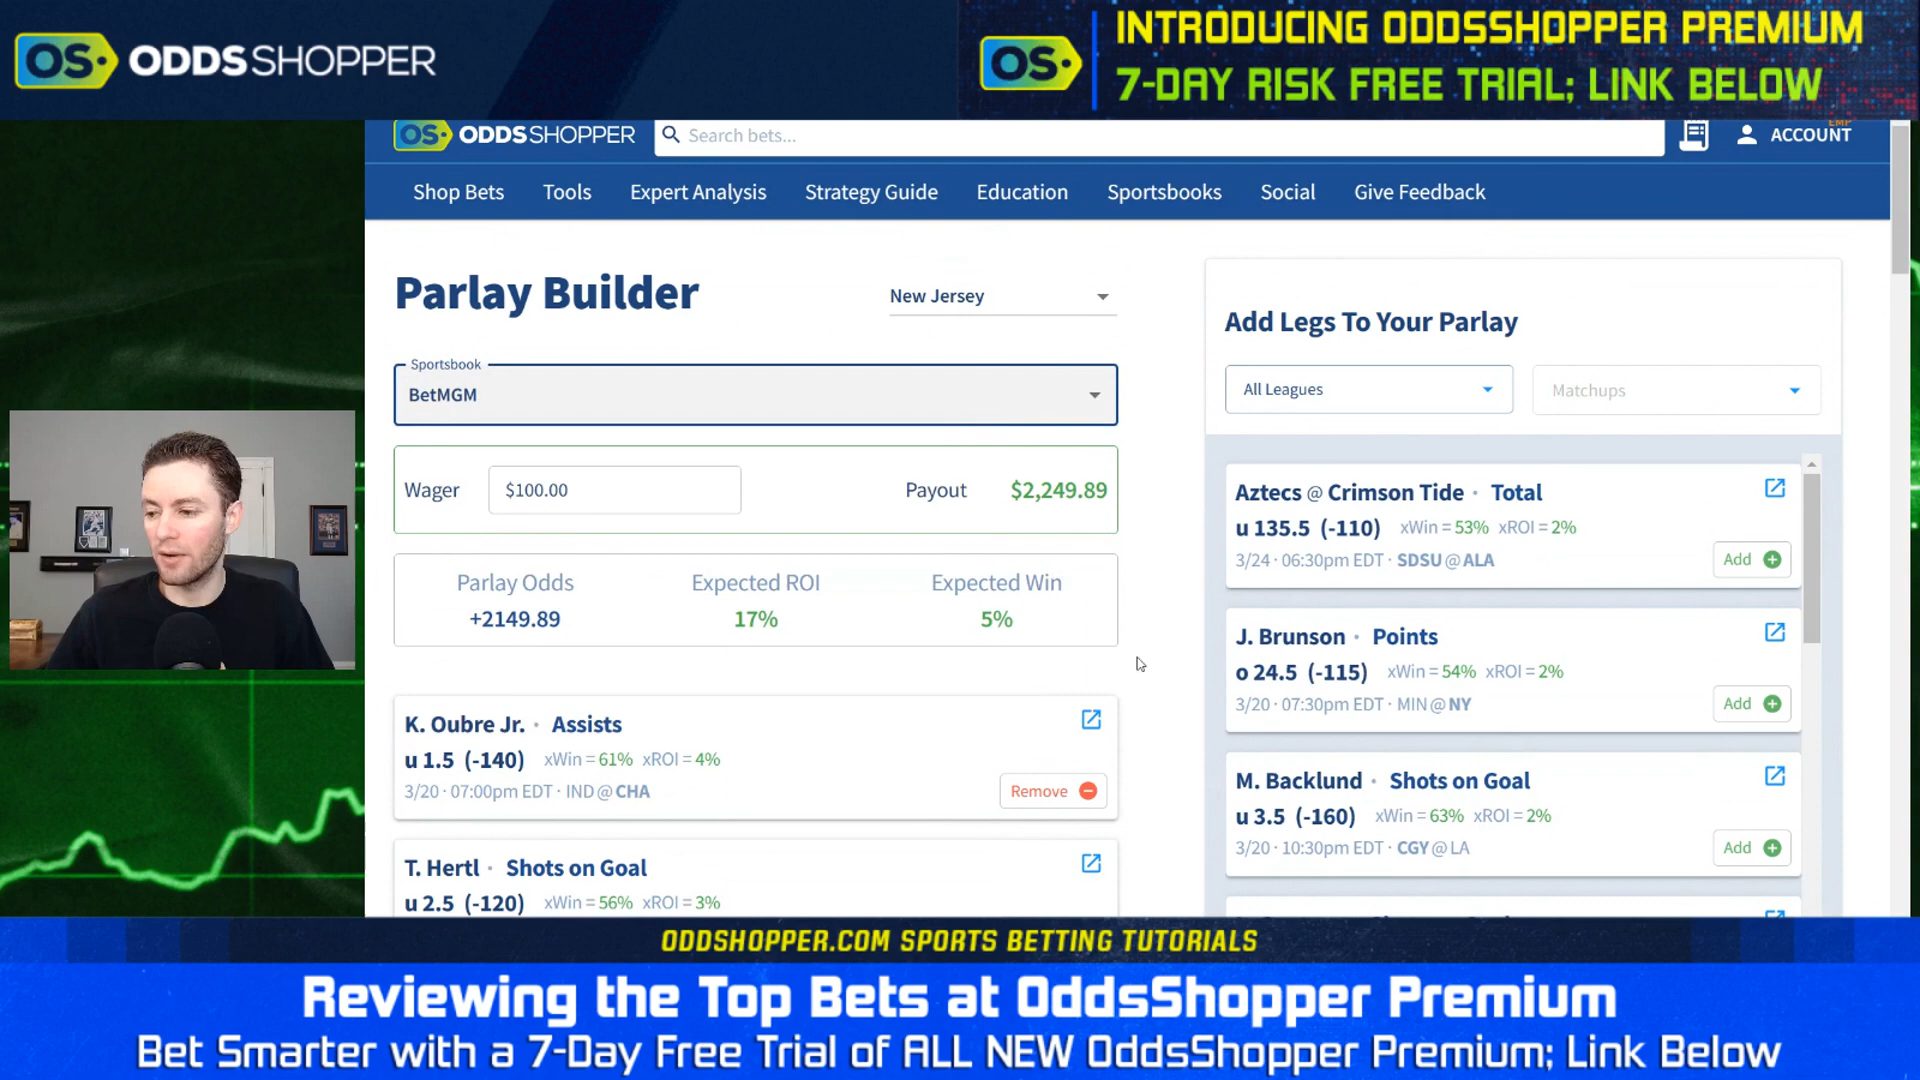 OS ODDSSHOPPER
OS
INTRODUCING ODDSSHOPPER PREMIUM
7-DAY RISK FREE TRIAL; LINK BELOW
OS ODDSSHOPPER
Search bets...
EMP
ACCOUNT
Shop Bets Tools Expert Analysis Strategy Guide Education Sportsbooks Social Give Feedback
Parlay Builder
New Jersey
Sportsbook
BetMGM
Wager $100.00 Payout $2,249.89
Parlay Odds Expected ROI Expected Win
+2149.89 17% 5%
K. Oubre Jr. · Assists
u 1.5 (-140) xWin = 61% xROI = 4%
3/20 · 07:00pm EDT · IND @ CHA
Remove
T. Hertl · Shots on Goal
u 2.5 (-120) xWin = 56% xROI = 3%
Add Legs To Your Parlay
All Leagues Matchups
Aztecs @ Crimson Tide · Total
u 135.5 (-110) xWin = 53% xROI = 2%
3/24 · 06:30pm EDT · SDSU @ ALA
Add
J. Brunson · Points
o 24.5 (-115) xWin = 54% xROI = 2%
3/20 · 07:30pm EDT · MIN @ NY
Add
M. Backlund · Shots on Goal
u 3.5 (-160) xWin = 63% xROI = 2%
3/20 · 10:30pm EDT · CGY @ LA
Add
ODDSHOPPER.COM SPORTS BETTING TUTORIALS
Reviewing the Top Bets at OddsShopper Premium
Bet Smarter with a 7-Day Free Trial of ALL NEW OddsShopper Premium; Link Below